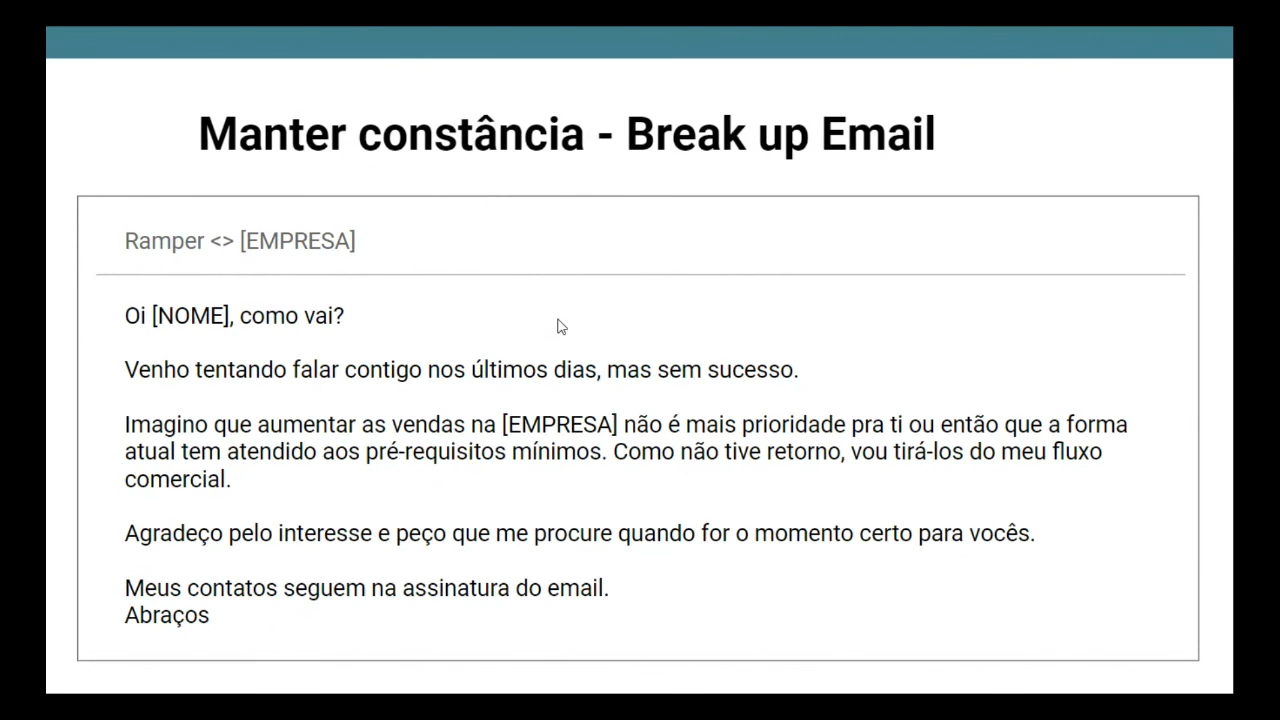 Manter constância - Break up Email
Ramper <> [EMPRESA]
Oi [NOME], como vai?
Venho tentando falar contigo nos últimos dias, mas sem sucesso.
Imagino que aumentar as vendas na [EMPRESA] não é mais prioridade pra ti ou então que a forma
atual tem atendido aos pré-requisitos mínimos. Como não tive retorno, vou tirá-los do meu fluxo
comercial.
Agradeço pelo interesse e peço que me procure quando for o momento certo para vocês.
Meus contatos seguem na assinatura do email.
Abraços